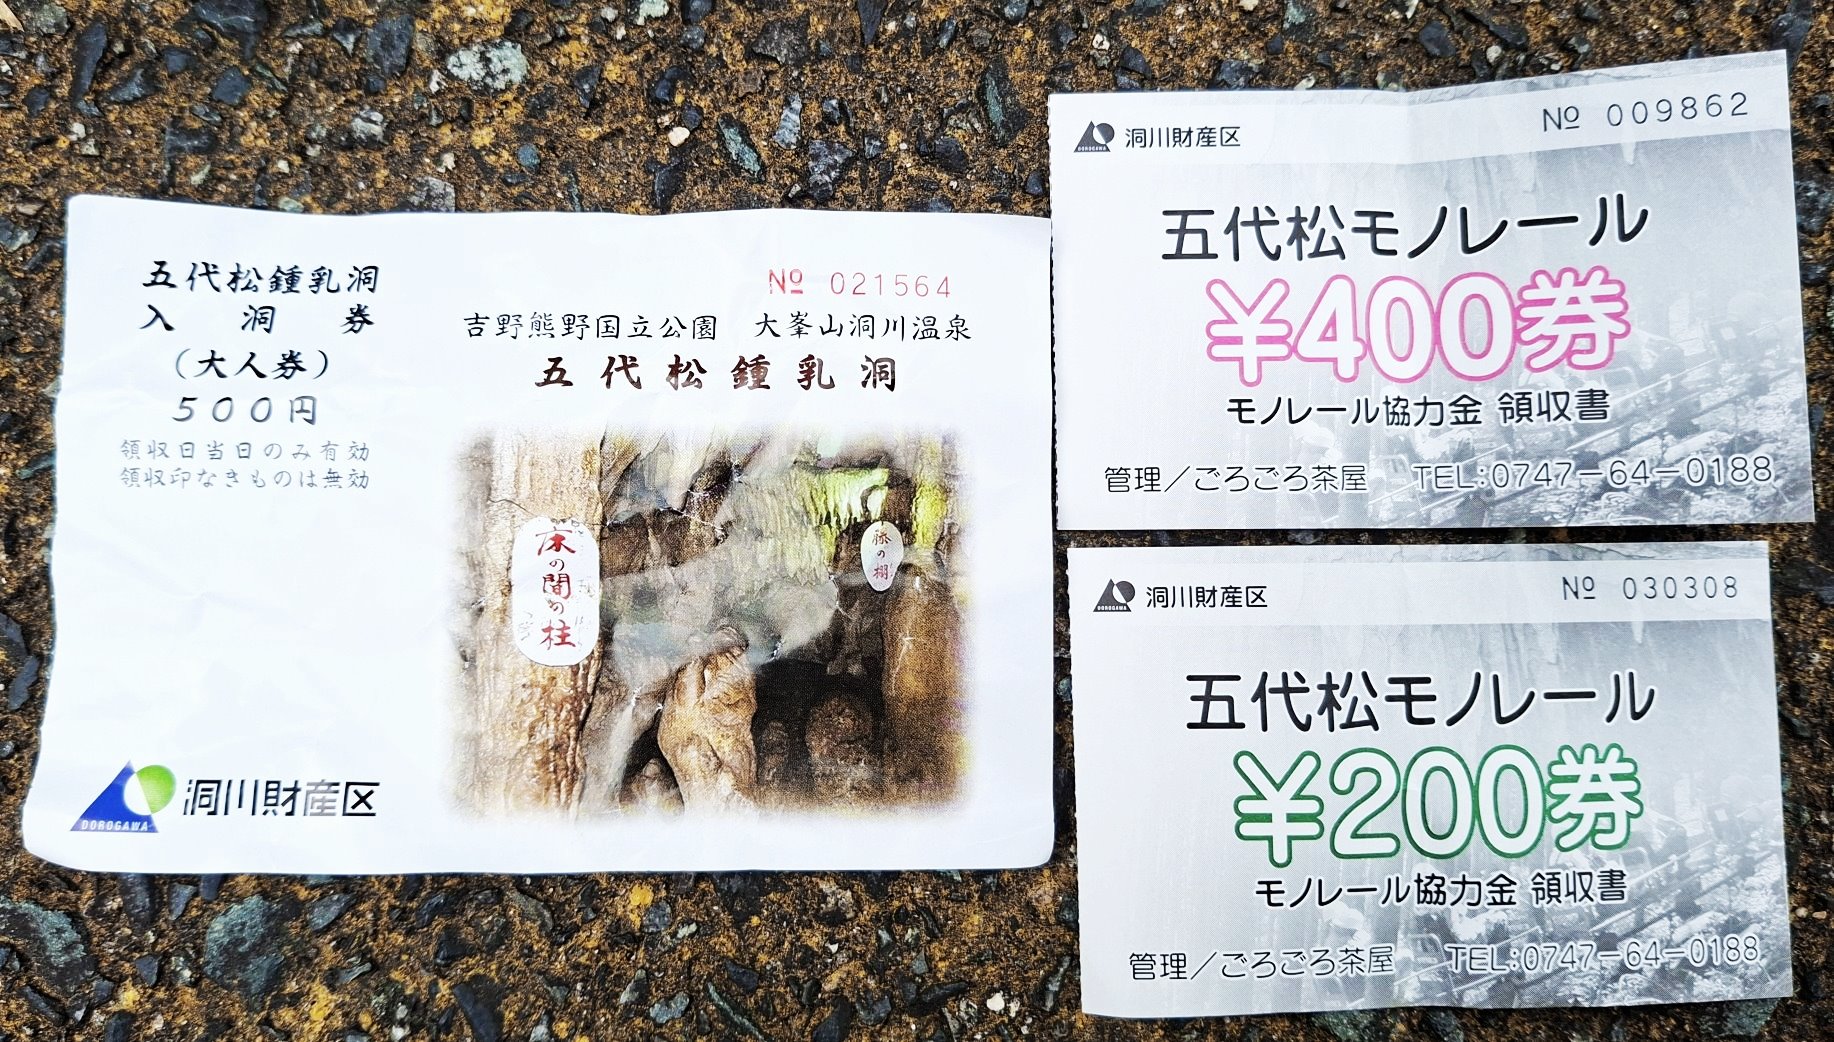 五代松鍾乳洞
入洞券
(大人券)
500円
領収日当日のみ有効
領収印なきものは無効
DOROGAWA
洞川財産区
№ 021564
吉野熊野国立公園 大峯山洞川温泉
五代松鍾乳洞
床の間の柱
藤の棚
DOROGAWA
洞川財産区
№ 009862
五代松モノレール
¥400券
モノレール協力金 領収書
管理/ごろごろ茶屋 TEL:0747-64-0188
DOROGAWA
洞川財産区
№ 030308
五代松モノレール
¥200券
モノレール協力金 領収書
管理/ごろごろ茶屋 TEL:0747-64-0188